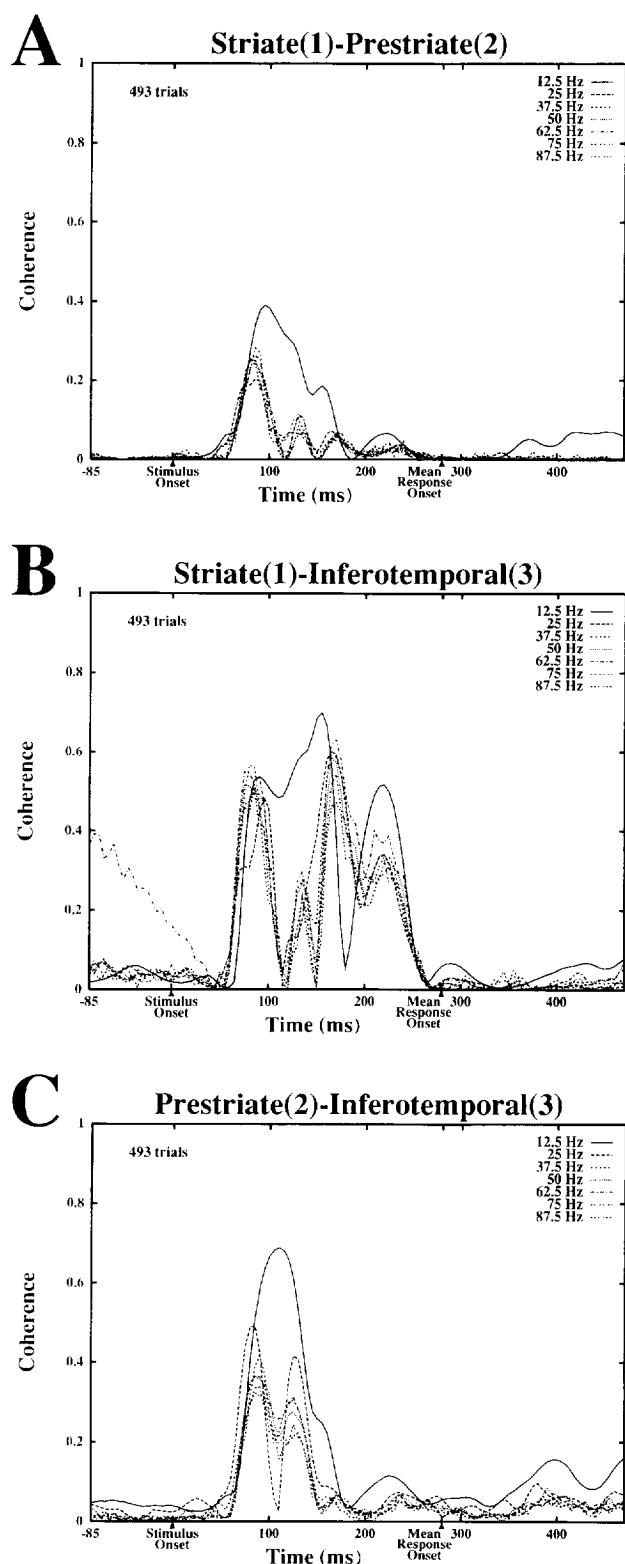 A
Striate(1)-Prestriate(2)
1
493 trials
12.5 Hz
25 Hz
37.5 Hz
50 Hz
62.5 Hz
75 Hz
87.5 Hz
0.8
0.6
Coherence
0.4
0.2
0
-85
Stimulus
Onset
100
200
Mean
Response
Onset
300
400
Time (ms)
B
Striate(1)-Inferotemporal(3)
1
493 trials
12.5 Hz
25 Hz
37.5 Hz
50 Hz
62.5 Hz
75 Hz
87.5 Hz
0.8
0.6
Coherence
0.4
0.2
0
-85
Stimulus
Onset
100
200
Mean
Response
Onset
300
400
Time (ms)
C
Prestriate(2)-Inferotemporal(3)
1
493 trials
12.5 Hz
25 Hz
37.5 Hz
50 Hz
62.5 Hz
75 Hz
87.5 Hz
0.8
0.6
Coherence
0.4
0.2
0
-85
Stimulus
Onset
100
200
Mean
Response
Onset
300
400
Time (ms)